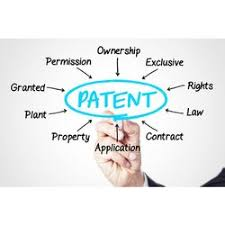 Ownership
Permission
Exclusive
Granted
Rights
PATENT
Plant
Law
Property
Contract
Application